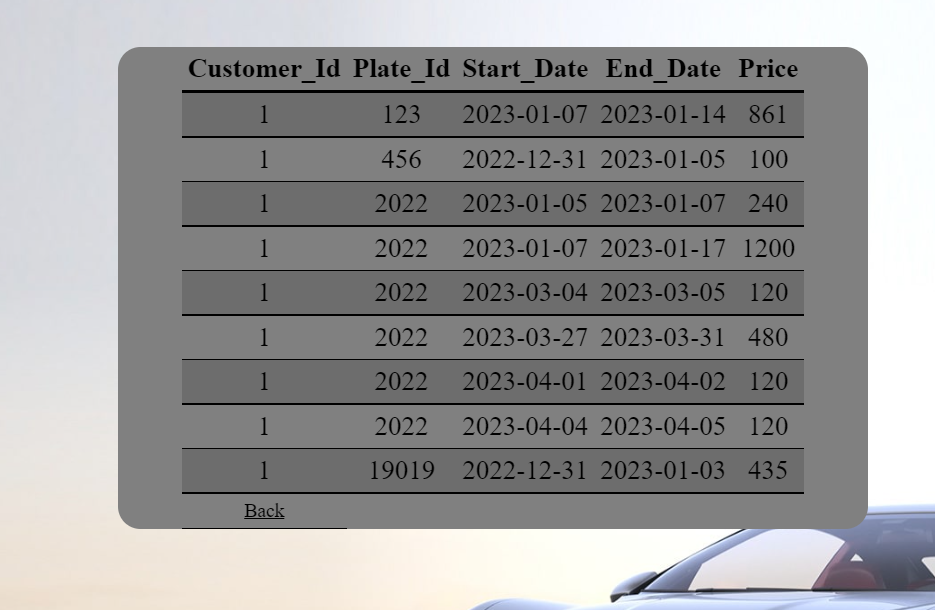 Customer_Id Plate_Id Start_Date End_Date Price
1 123 2023-01-07 2023-01-14 861
1 456 2022-12-31 2023-01-05 100
1 2022 2023-01-05 2023-01-07 240
1 2022 2023-01-07 2023-01-17 1200
1 2022 2023-03-04 2023-03-05 120
1 2022 2023-03-27 2023-03-31 480
1 2022 2023-04-01 2023-04-02 120
1 2022 2023-04-04 2023-04-05 120
1 19019 2022-12-31 2023-01-03 435
Back